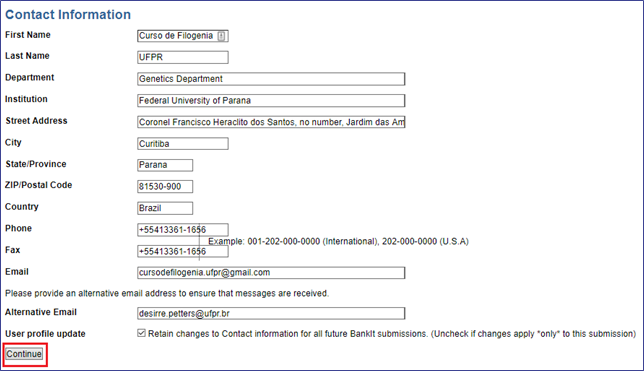 Contact Information
First Name Curso de Filogenia
Last Name UFPR
Department Genetics Department
Institution Federal University of Parana
Street Address Coronel Francisco Heraclito dos Santos, no number, Jardim das Am
City Curitiba
State/Province Parana
ZIP/Postal Code 81530-900
Country Brazil
Phone +55413361-1656
Example: 001-202-000-0000 (International), 202-000-0000 (U.S.A)
Fax +55413361-1656
Email cursodefilogenia.ufpr@gmail.com
Please provide an alternative email address to ensure that messages are received.
Alternative Email desirre.petters@ufpr.br
User profile update Retain changes to Contact information for all future BankIt submissions. (Uncheck if changes apply *only* to this submission)
Continue